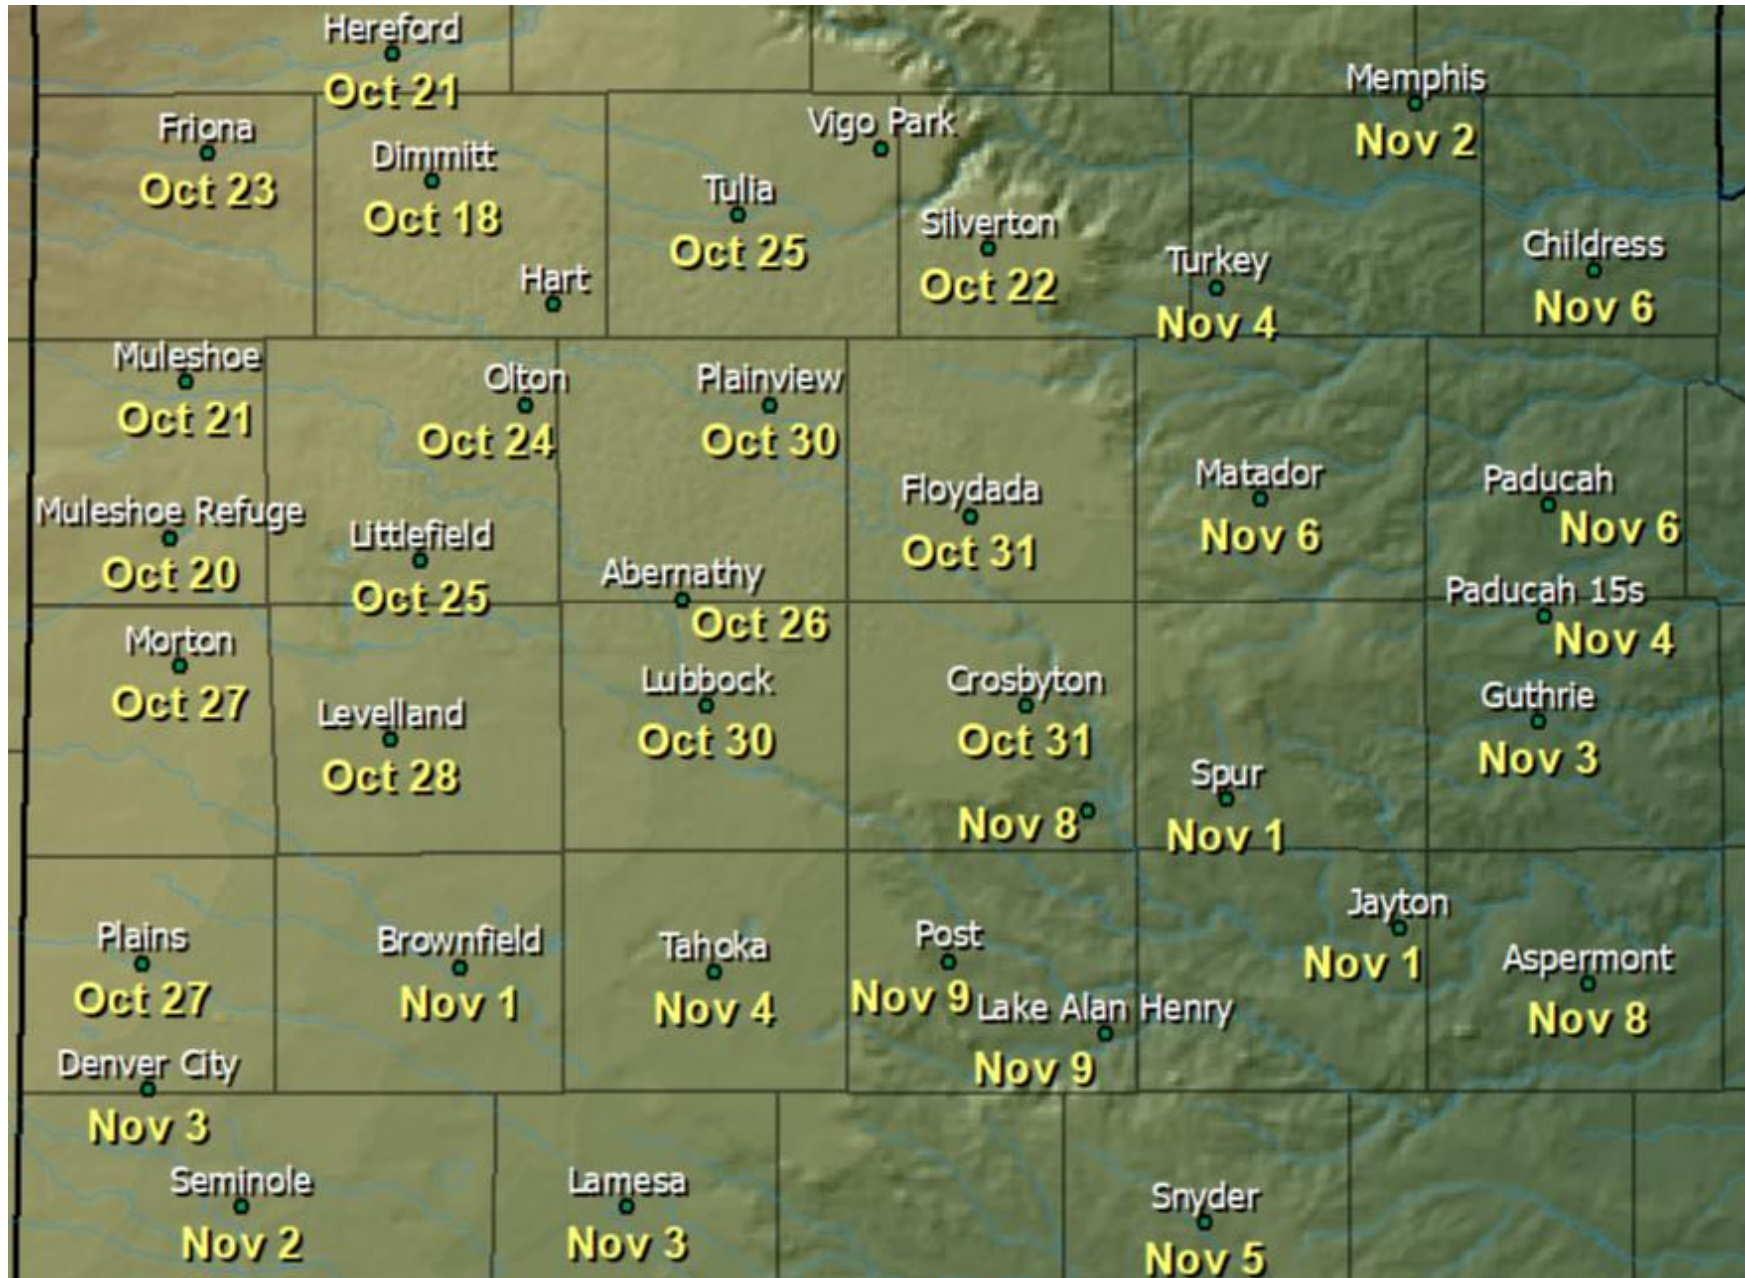 Hereford
Oct 21
Memphis
Nov 2
Friona
Oct 23
Dimmitt
Oct 18
Vigo Park
Tulia
Oct 25
Silverton
Oct 22
Turkey
Nov 4
Childress
Nov 6
Hart
Muleshoe
Oct 21
Olton
Oct 24
Plainview
Oct 30
Floydada
Oct 31
Matador
Nov 6
Paducah
Nov 6
Muleshoe Refuge
Oct 20
Littlefield
Oct 25
Abernathy
Oct 26
Paducah 15s
Nov 4
Morton
Oct 27
Levelland
Oct 28
Lubbock
Oct 30
Crosbyton
Oct 31
Guthrie
Nov 3
Nov 8
Spur
Nov 1
Jayton
Nov 1
Plains
Oct 27
Brownfield
Nov 1
Tahoka
Nov 4
Post
Nov 9
Lake Alan Henry
Nov 9
Aspermont
Nov 8
Denver City
Nov 3
Seminole
Nov 2
Lamesa
Nov 3
Snyder
Nov 5